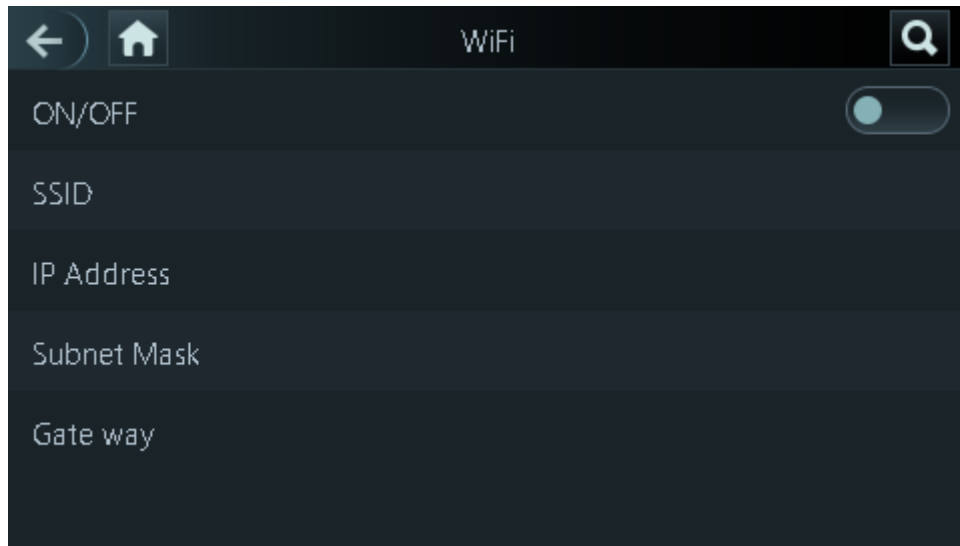 WiFi
ON/OFF
SSID
IP Address
Subnet Mask
Gate way